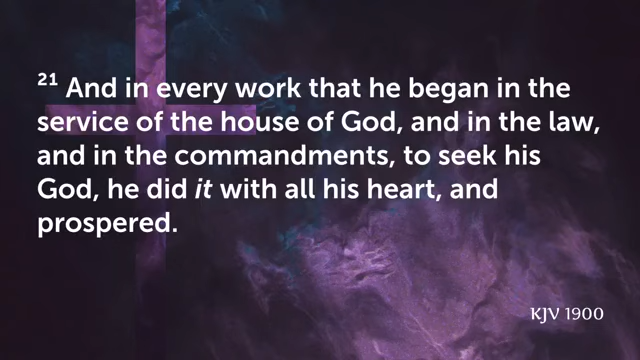 21 And in every work that he began in the
service of the house of God, and in the law,
and in the commandments, to seek his
God, he did it with all his heart, and
prospered.
KJV 1900